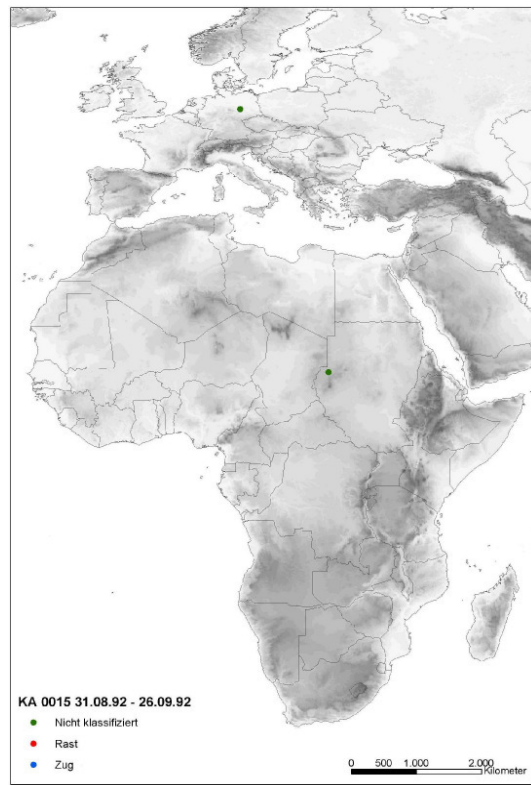 KA 0015 31.08.92 - 26.09.92
Nicht klassifiziert
Rast
Zug
0 500 1.000 2.000
Kilometer